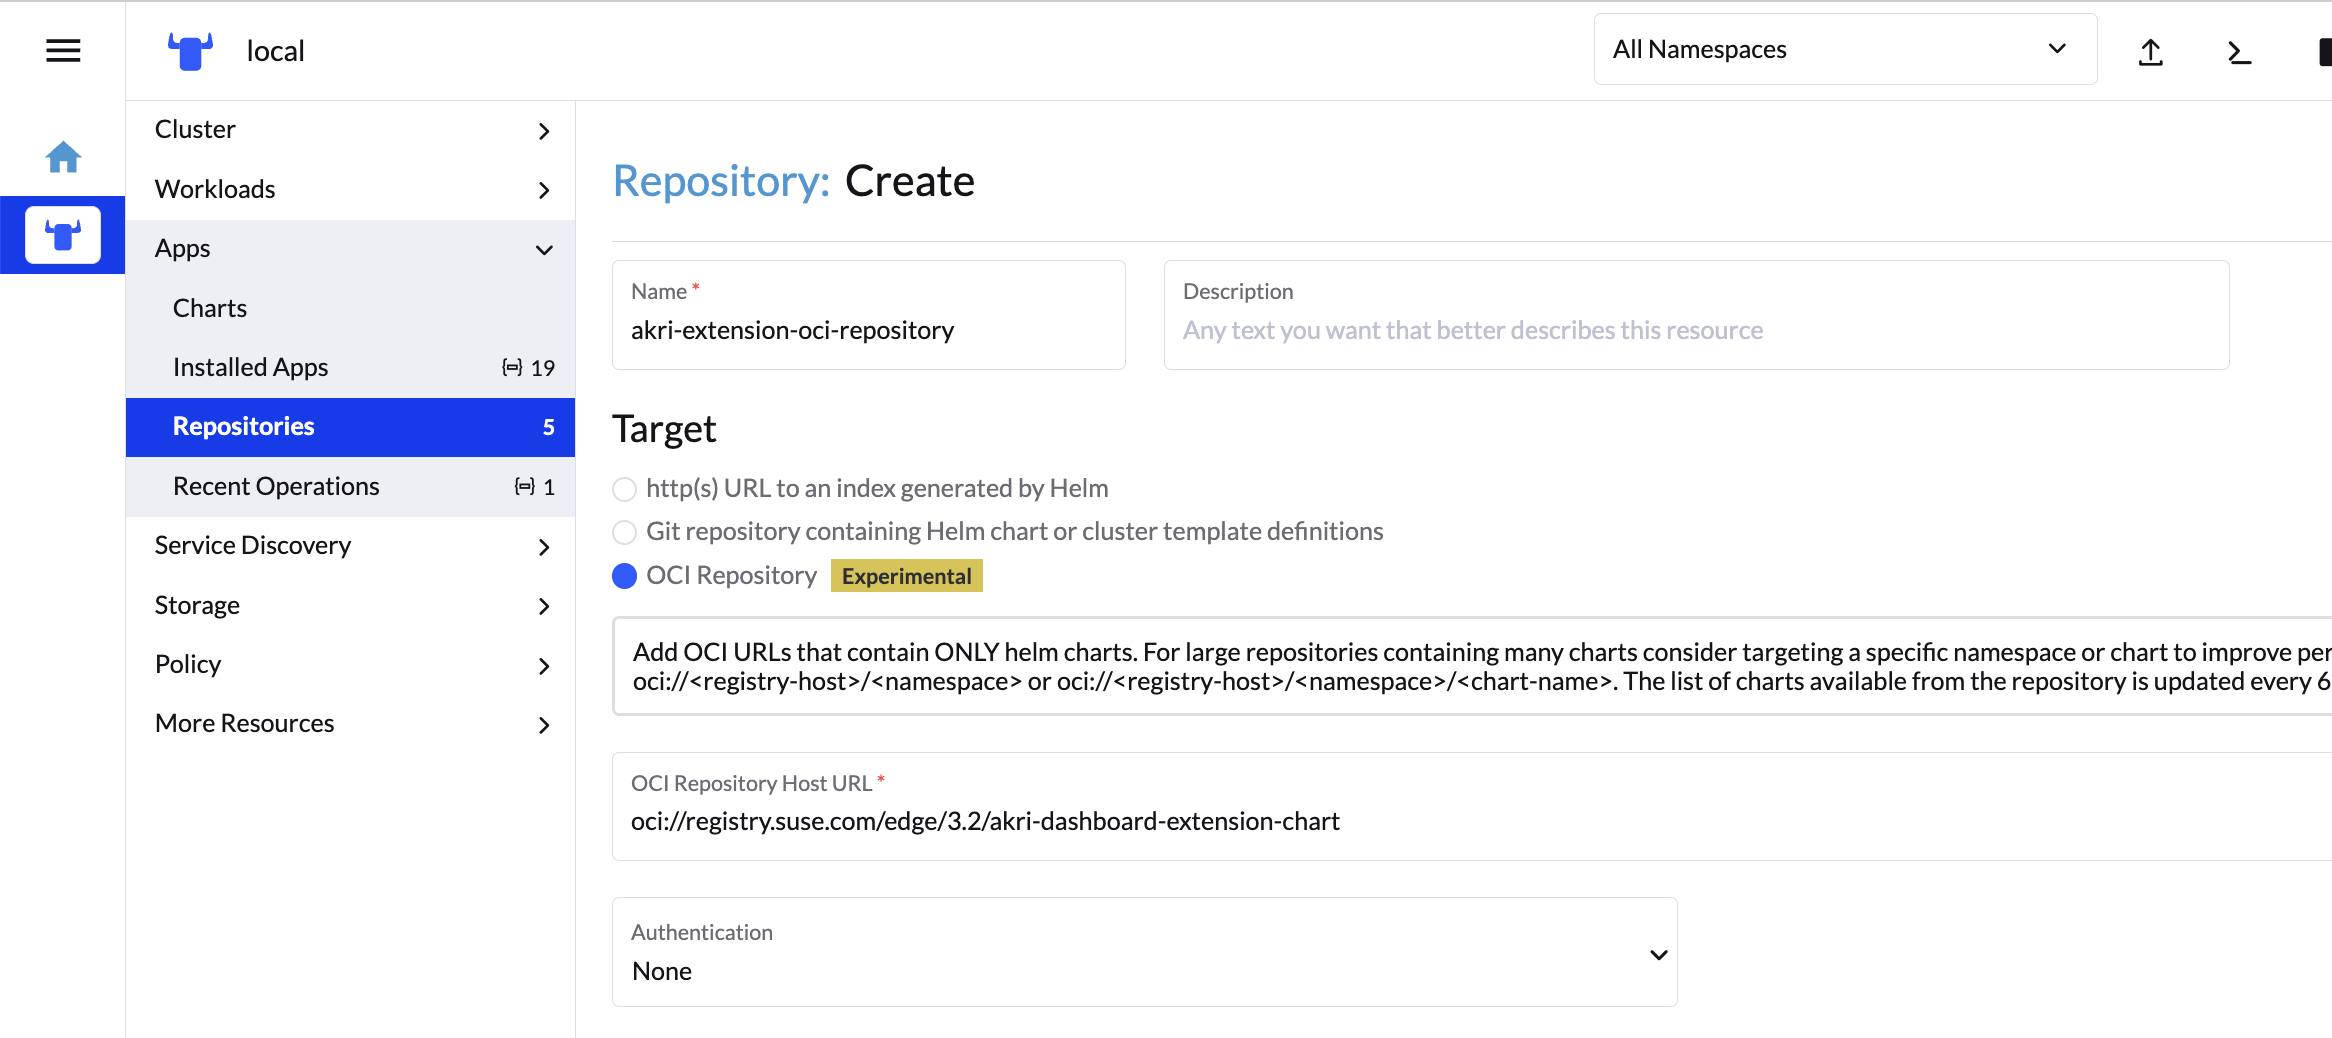 local
All Namespaces
Cluster
Workloads
Apps
Charts
Installed Apps 19
Repositories 5
Recent Operations 1
Service Discovery
Storage
Policy
More Resources
Repository: Create
Name *
akri-extension-oci-repository
Description
Any text you want that better describes this resource
Target
http(s) URL to an index generated by Helm
Git repository containing Helm chart or cluster template definitions
OCI Repository Experimental
Add OCI URLs that contain ONLY helm charts. For large repositories containing many charts consider targeting a specific namespace or chart to improve per
oci://<registry-host>/<namespace> or oci://<registry-host>/<namespace>/<chart-name>. The list of charts available from the repository is updated every 6
OCI Repository Host URL *
oci://registry.suse.com/edge/3.2/akri-dashboard-extension-chart
Authentication
None